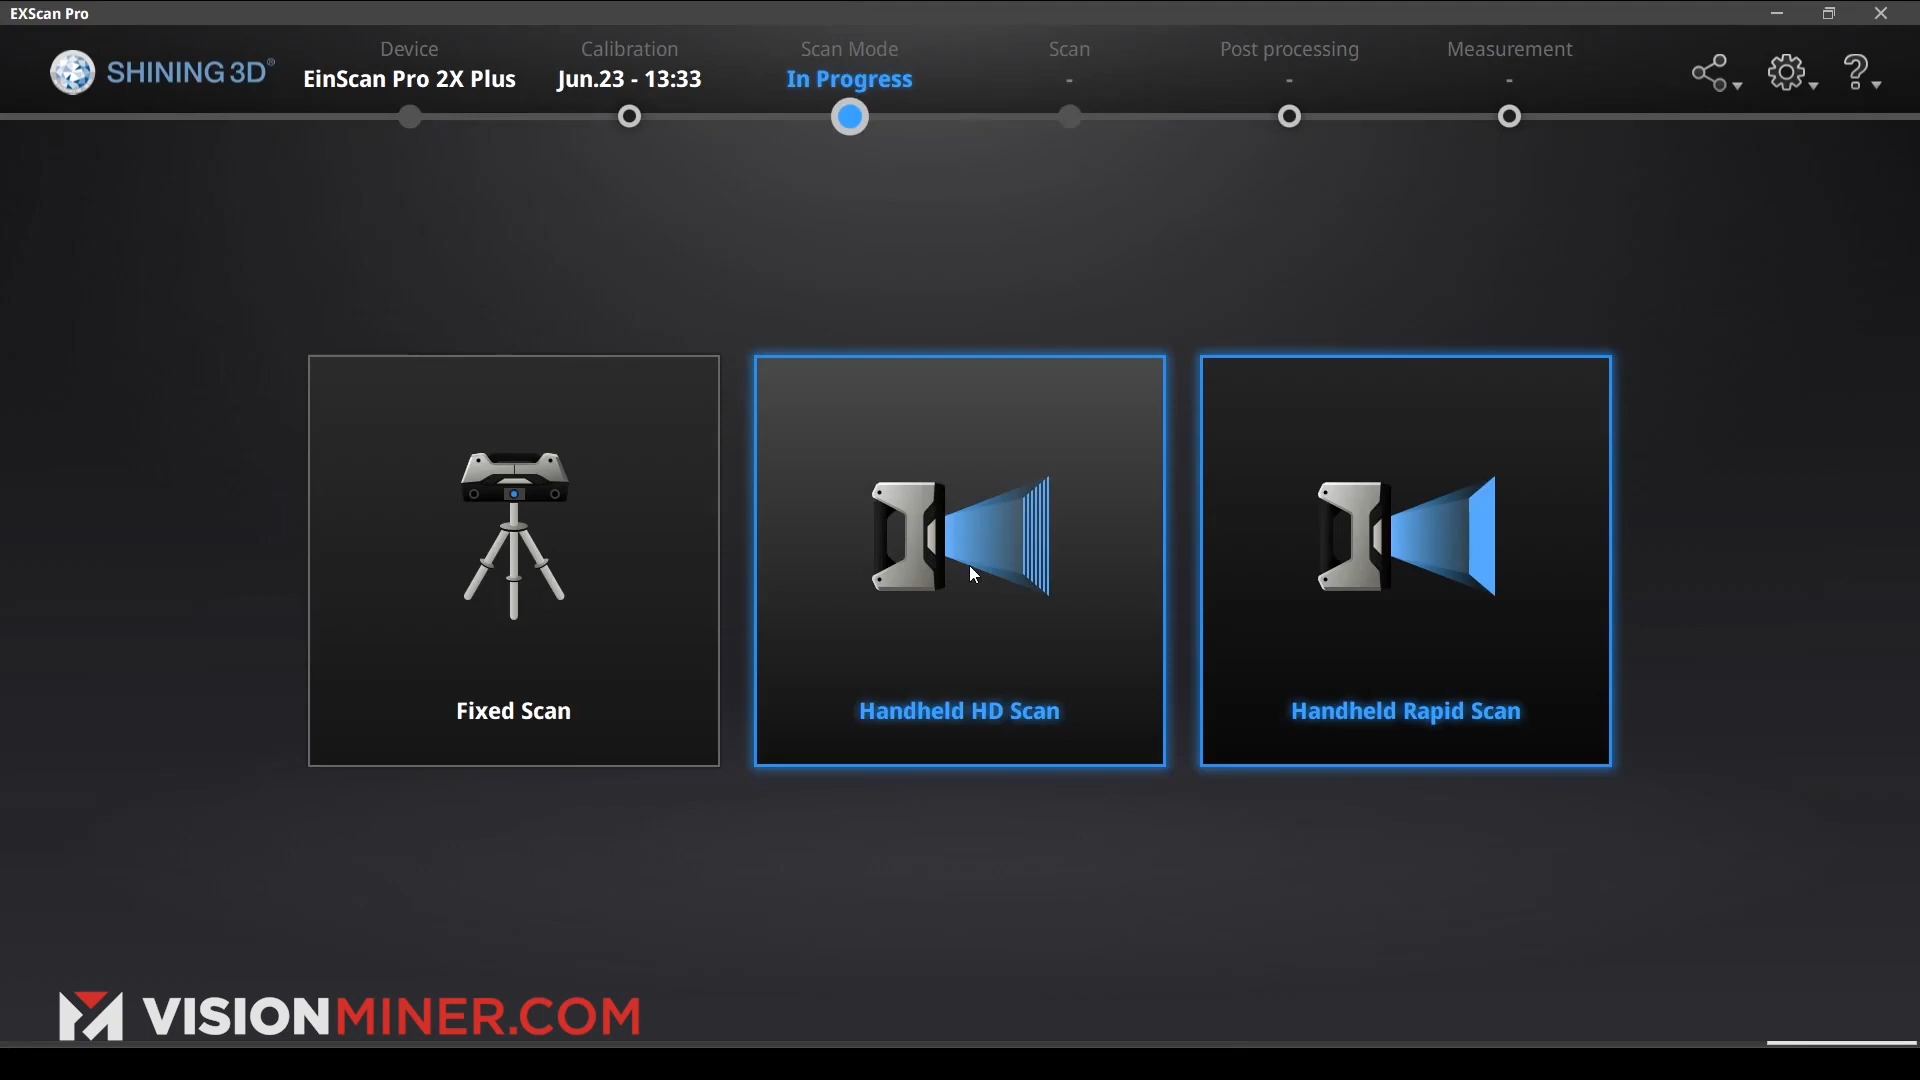 EXScan Pro
SHINING 3D®
Device
EinScan Pro 2X Plus
Calibration
Jun.23 - 13:33
Scan Mode
In Progress
Scan
-
Post processing
-
Measurement
-
?
Fixed Scan
Handheld HD Scan
Handheld Rapid Scan
VISIONMINER.COM